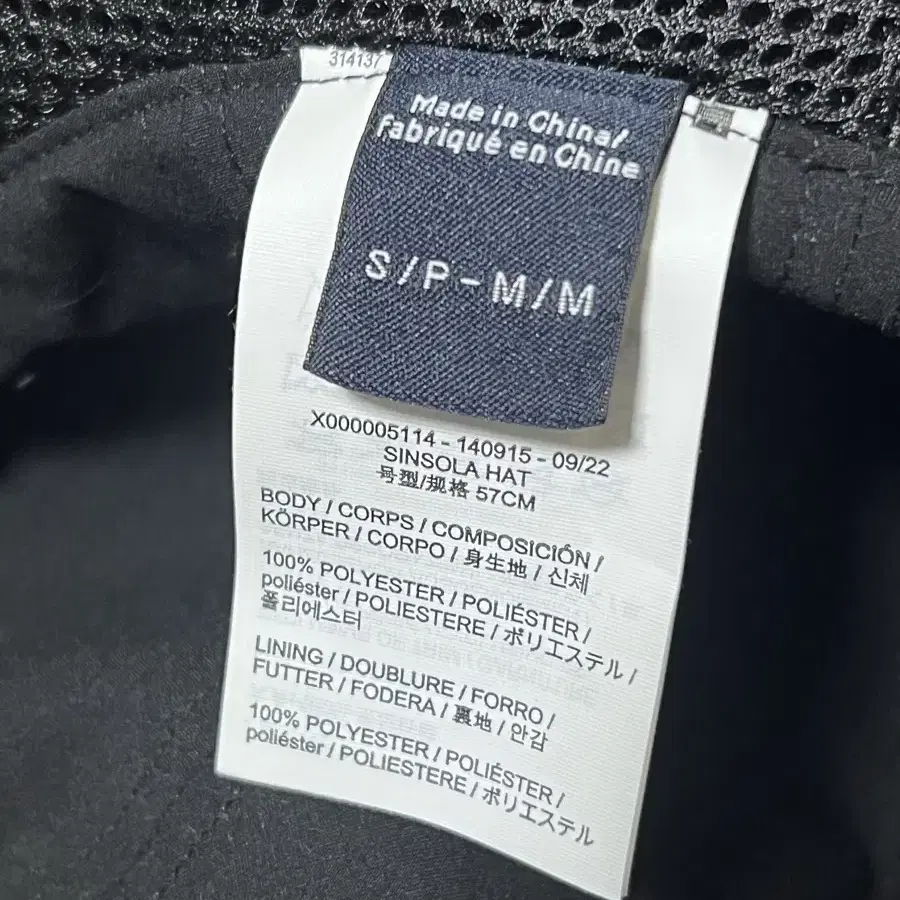 314137
Made in China/
fabriqué en Chine
S/P-M/M
X000005114 - 140915 - 09/22
SINSOLA HAT
号型/规格 57CM
BODY / CORPS / COMPOSICIÓN /
KÖRPER / CORPO / 身生地 / 신체
100% POLYESTER / POLIÉSTER /
poliéster / POLIESTERE / ポリエステル /
폴리에스터
LINING / DOUBLURE / FORRO /
FUTTER / FODERA / 裏地 / 안감
100% POLYESTER / POLIÉSTER /
poliéster / POLIESTERE / ポリエステル